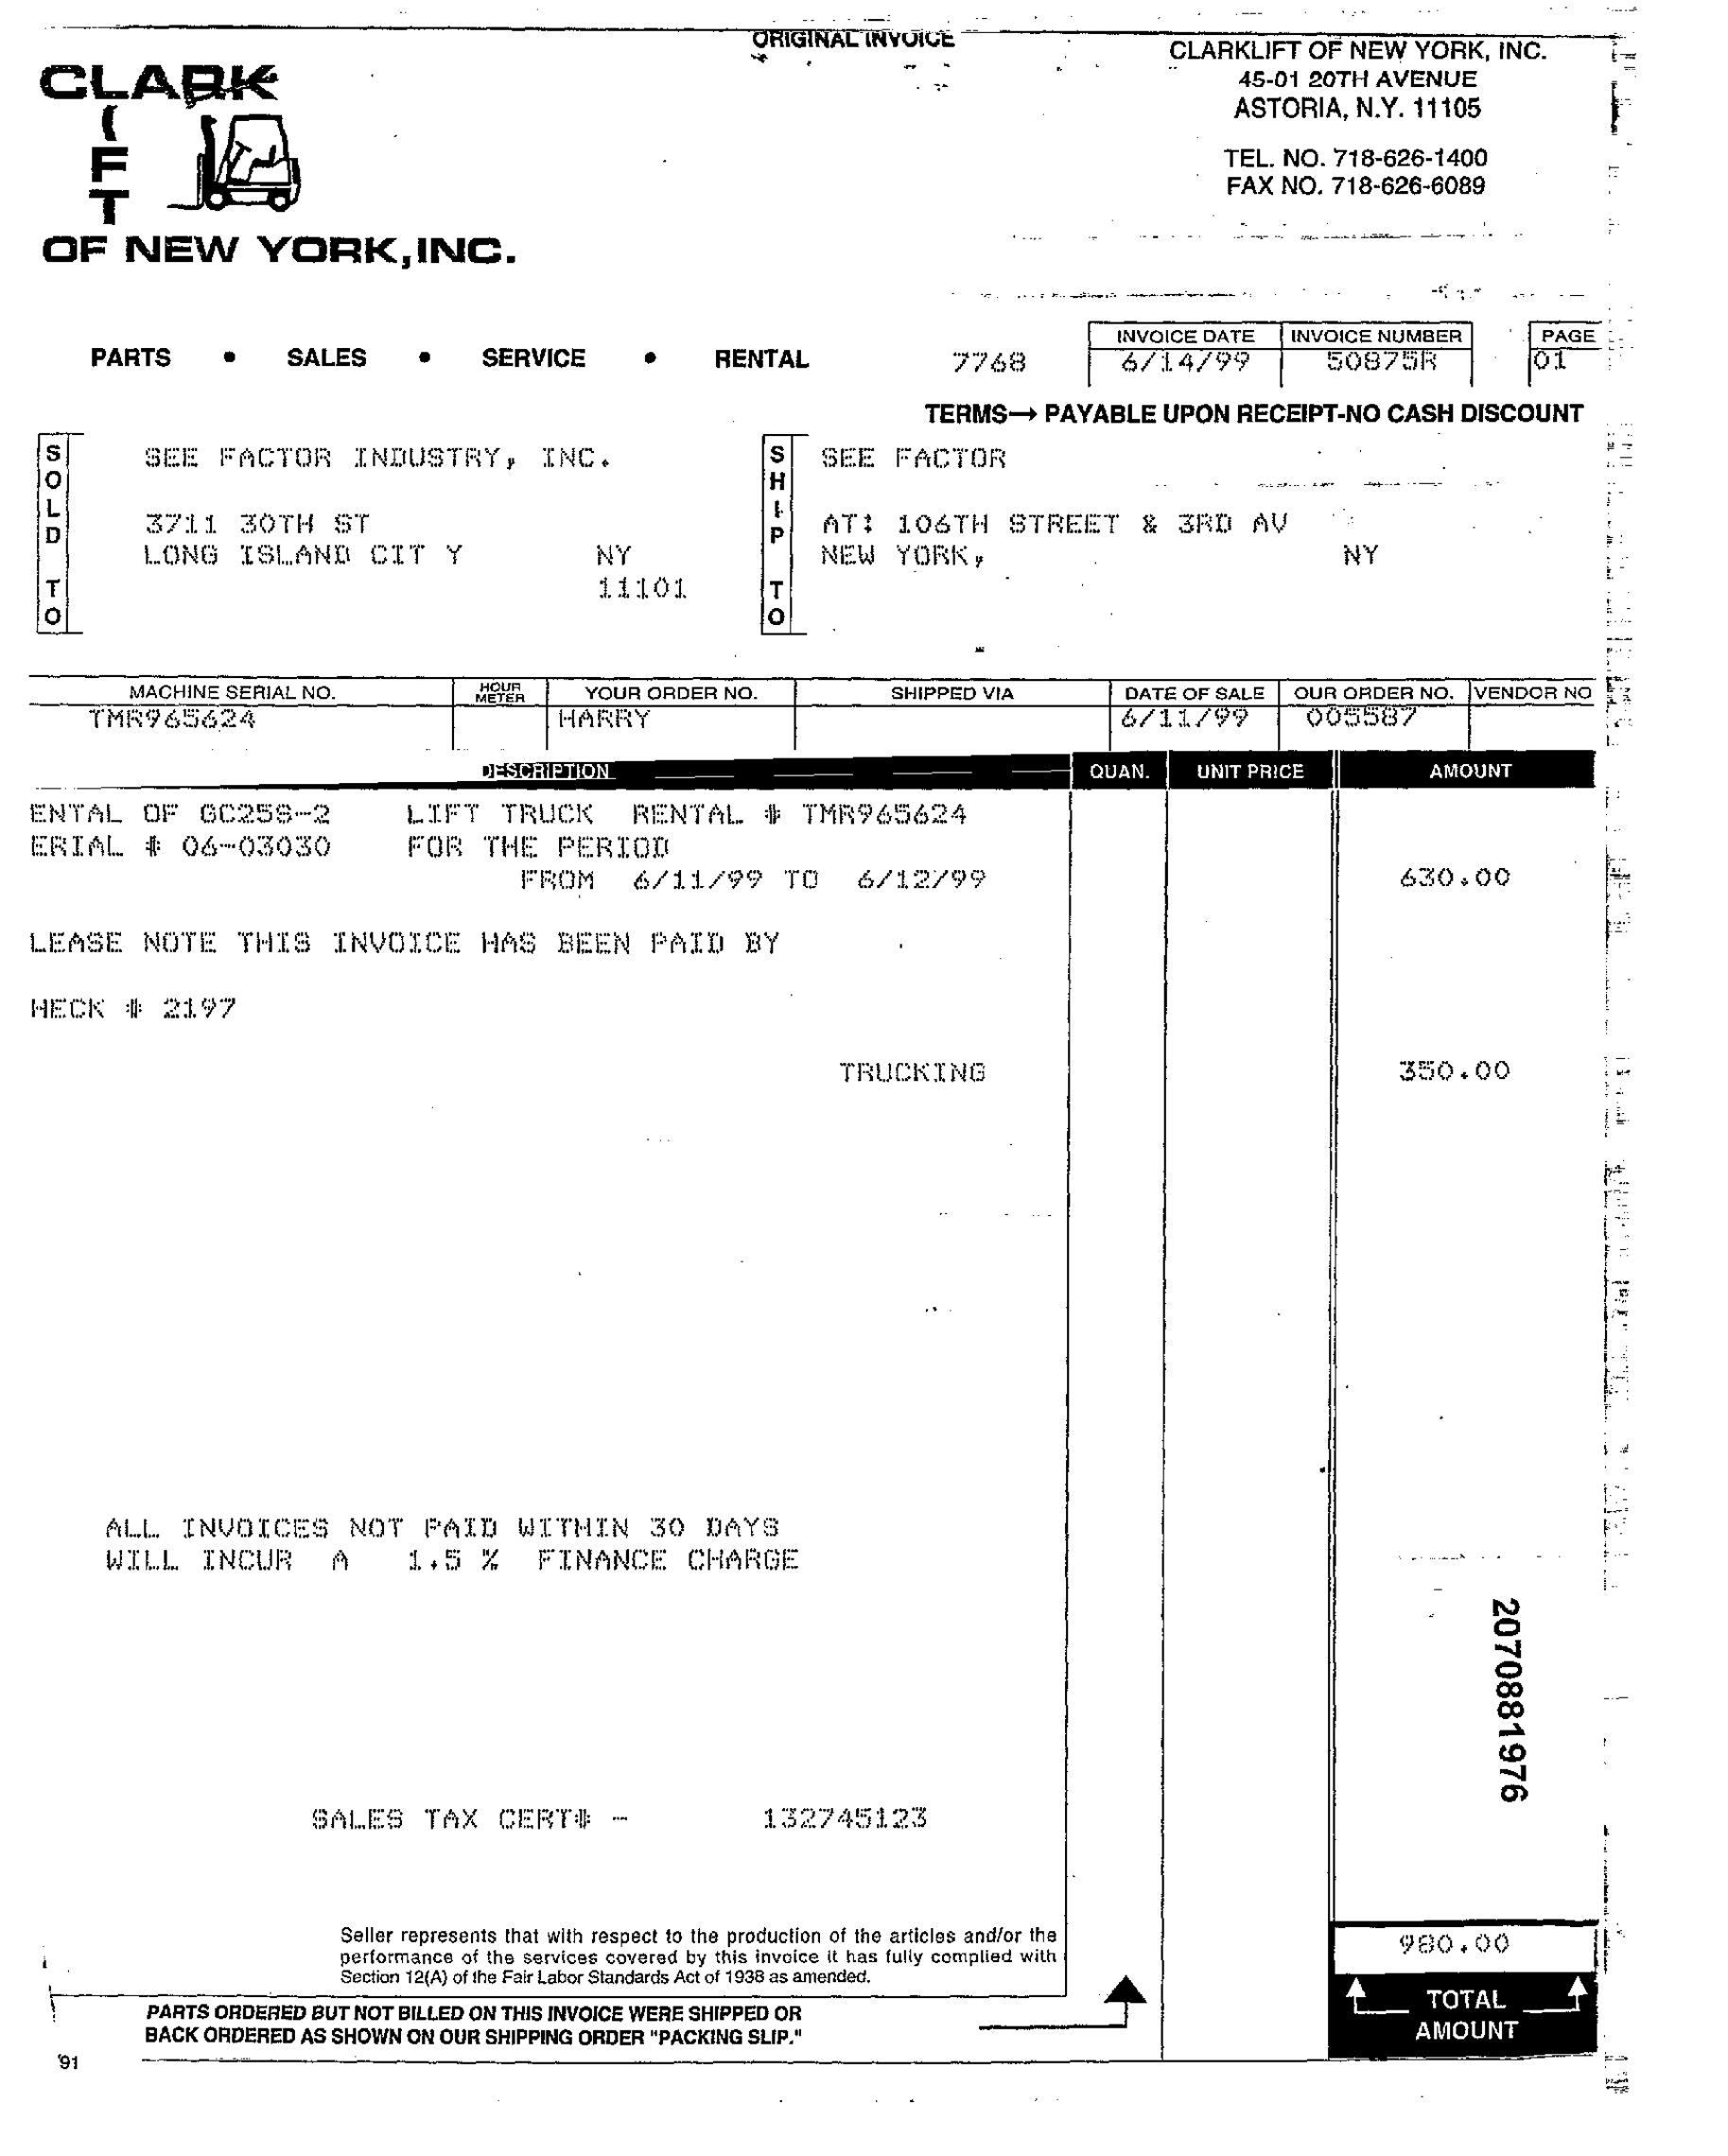 ORIGINAL INVOICE
CLARK
LIFT
OF NEW YORK, INC.
CLARKLIFT OF NEW YORK, INC.
45-01 20TH AVENUE
ASTORIA, N.Y. 11105
TEL. NO. 718-626-1400
FAX NO. 718-626-6089
PARTS • SALES • SERVICE • RENTAL
7768
INVOICE DATE INVOICE NUMBER PAGE
6/14/99 50875R 01
TERMS→ PAYABLE UPON RECEIPT-NO CASH DISCOUNT
SOLD TO
SEE FACTOR INDUSTRY, INC.
3711 30TH ST
LONG ISLAND CIT Y NY
11101
SHIP TO
SEE FACTOR
AT: 106TH STREET & 3RD AV
NEW YORK, NY
MACHINE SERIAL NO. HOUR METER YOUR ORDER NO. SHIPPED VIA DATE OF SALE OUR ORDER NO. VENDOR NO
TMR965624 HARRY 6/11/99 005587
DESCRIPTION QUAN. UNIT PRICE AMOUNT
ENTAL OF GC25S-2 LIFT TRUCK RENTAL # TMR965624
ERIAL # 06-03030 FOR THE PERIOD
FROM 6/11/99 TO 6/12/99 630.00
LEASE NOTE THIS INVOICE HAS BEEN PAID BY
HECK # 2197
TRUCKING 350.00
ALL INVOICES NOT PAID WITHIN 30 DAYS
WILL INCUR A 1.5 % FINANCE CHARGE
2070881976
SALES TAX CERT# - 132745123
Seller represents that with respect to the production of the articles and/or the
performance of the services covered by this invoice it has fully complied with
Section 12(A) of the Fair Labor Standards Act of 1938 as amended.
980.00
TOTAL
AMOUNT
PARTS ORDERED BUT NOT BILLED ON THIS INVOICE WERE SHIPPED OR
BACK ORDERED AS SHOWN ON OUR SHIPPING ORDER "PACKING SLIP."
'91